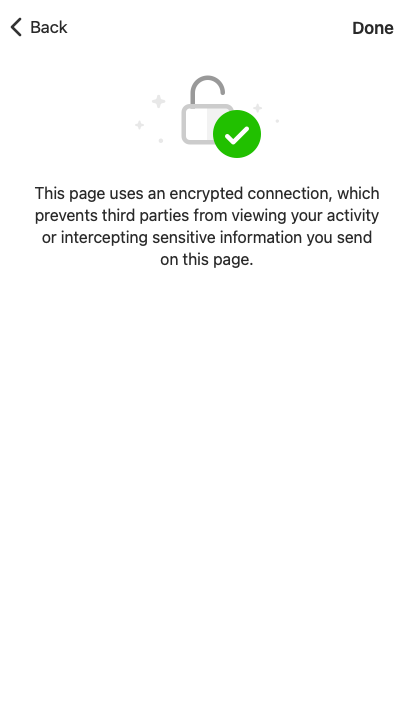 Back
Done
This page uses an encrypted connection, which
prevents third parties from viewing your activity
or intercepting sensitive information you send
on this page.